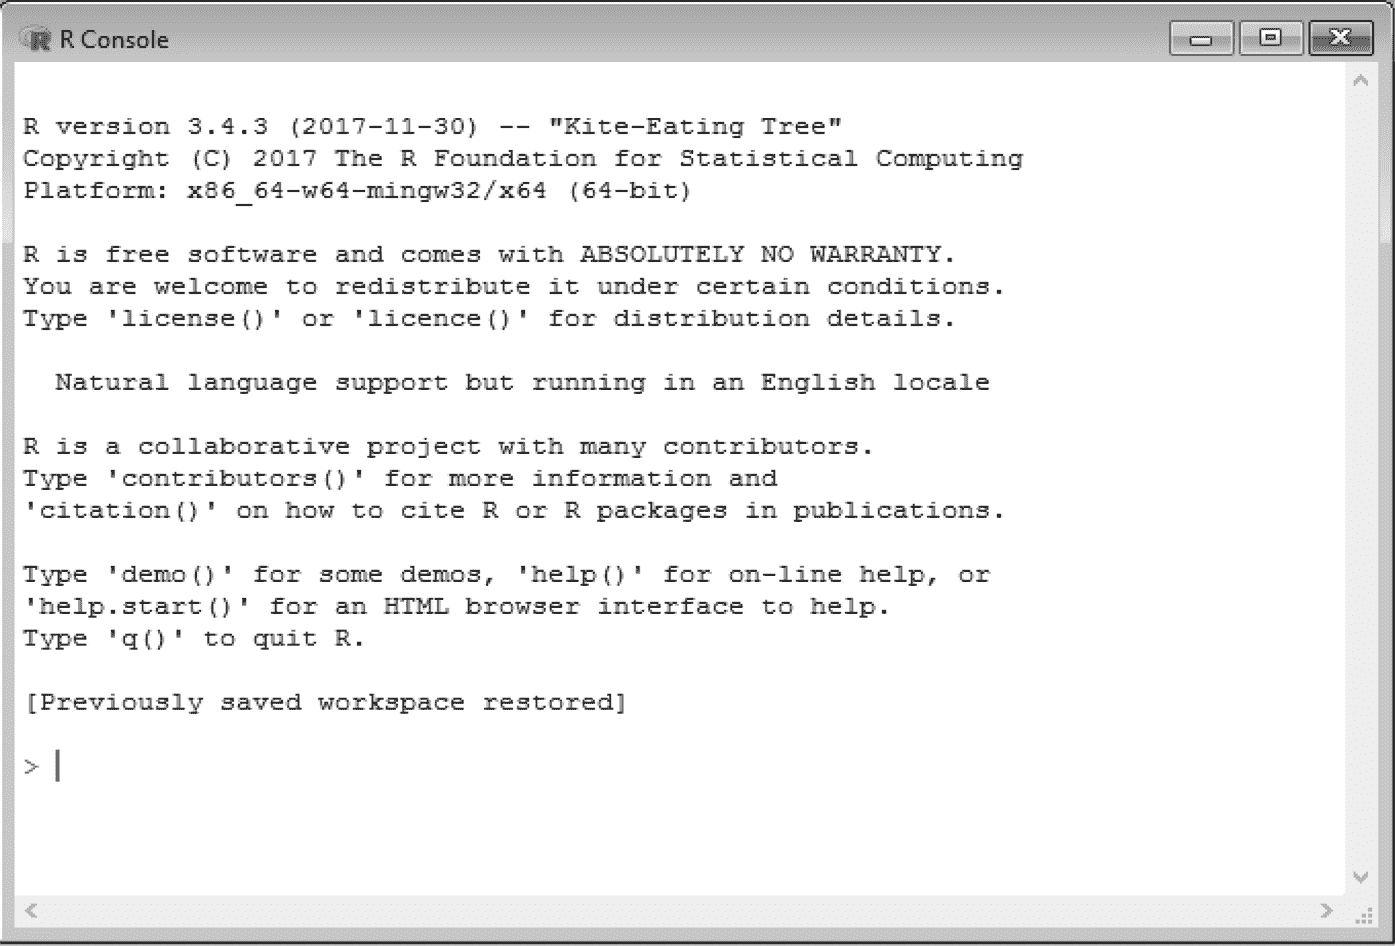 R Console
R version 3.4.3 (2017-11-30) -- "Kite-Eating Tree"
Copyright (C) 2017 The R Foundation for Statistical Computing
Platform: x86_64-w64-mingw32/x64 (64-bit)
R is free software and comes with ABSOLUTELY NO WARRANTY.
You are welcome to redistribute it under certain conditions.
Type 'license()' or 'licence()' for distribution details.
Natural language support but running in an English locale
R is a collaborative project with many contributors.
Type 'contributors()' for more information and
'citation()' on how to cite R or R packages in publications.
Type 'demo()' for some demos, 'help()' for on-line help, or
'help.start()' for an HTML browser interface to help.
Type 'q()' to quit R.
[Previously saved workspace restored]
>